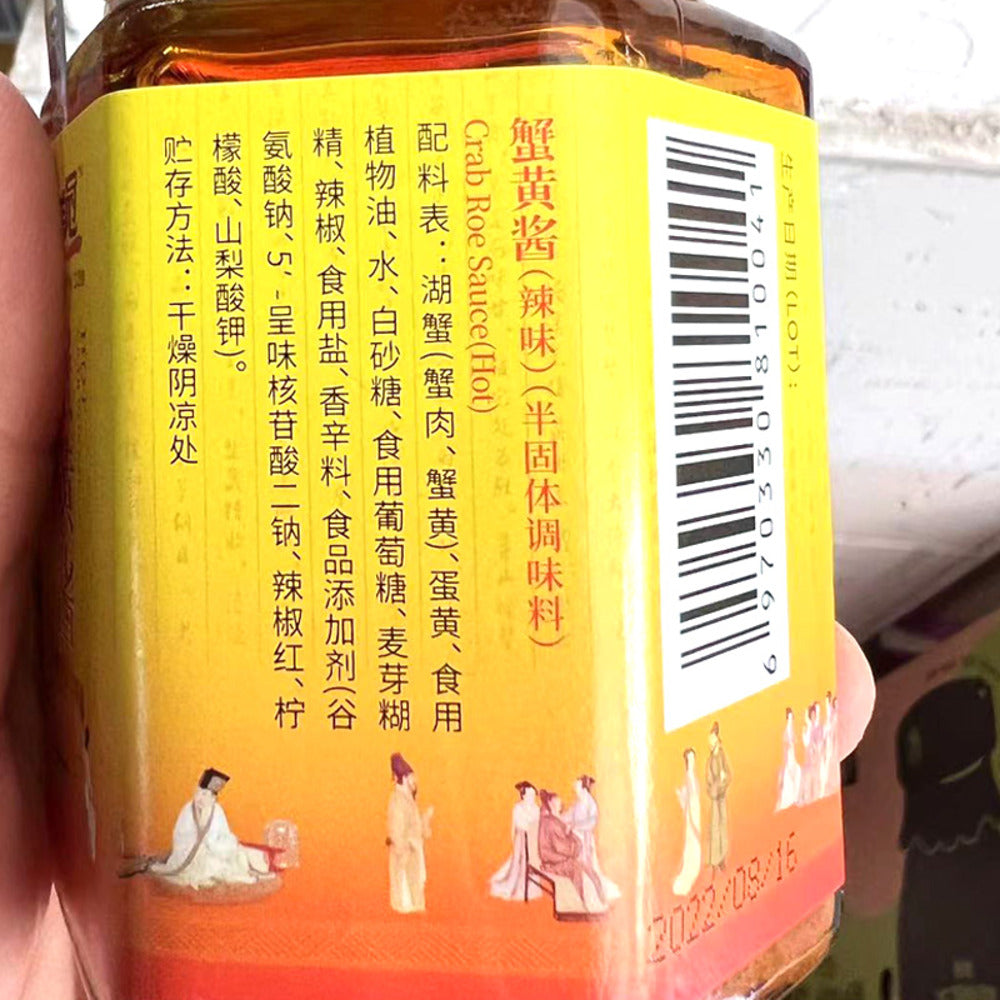 生产日期(LOT):
6 970330 810041
蟹黄酱(辣味)(半固体调味料)
Crab Roe Sauce(Hot)
配料表：湖蟹(蟹肉、蟹黄)、蛋黄、食用
植物油、水、白砂糖、食用葡萄糖、麦芽糊
精、辣椒、食用盐、香辛料、食品添加剂(谷
氨酸钠、5'-呈味核苷酸二钠、辣椒红、柠
檬酸、山梨酸钾)。
贮存方法：干燥阴凉处
2022/08/16